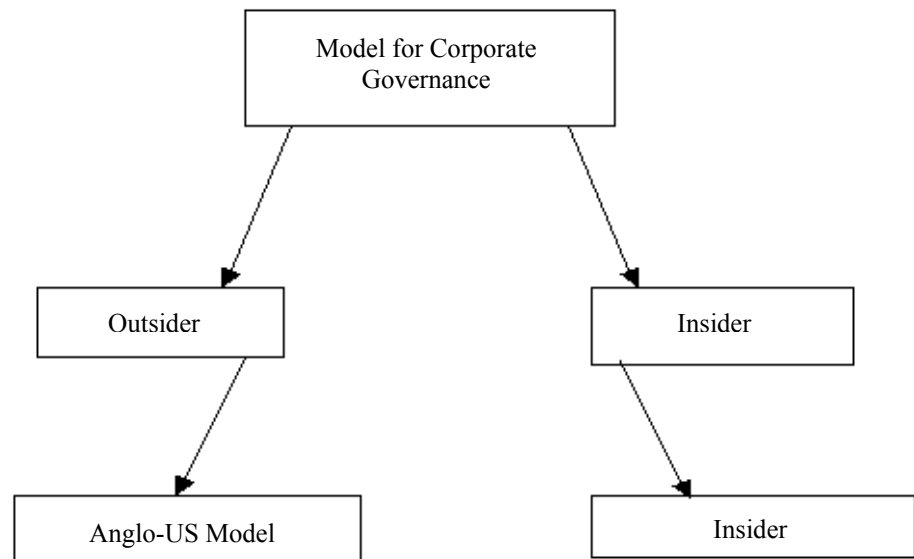 Model for Corporate
Governance
Outsider
Insider
Anglo-US Model
Insider